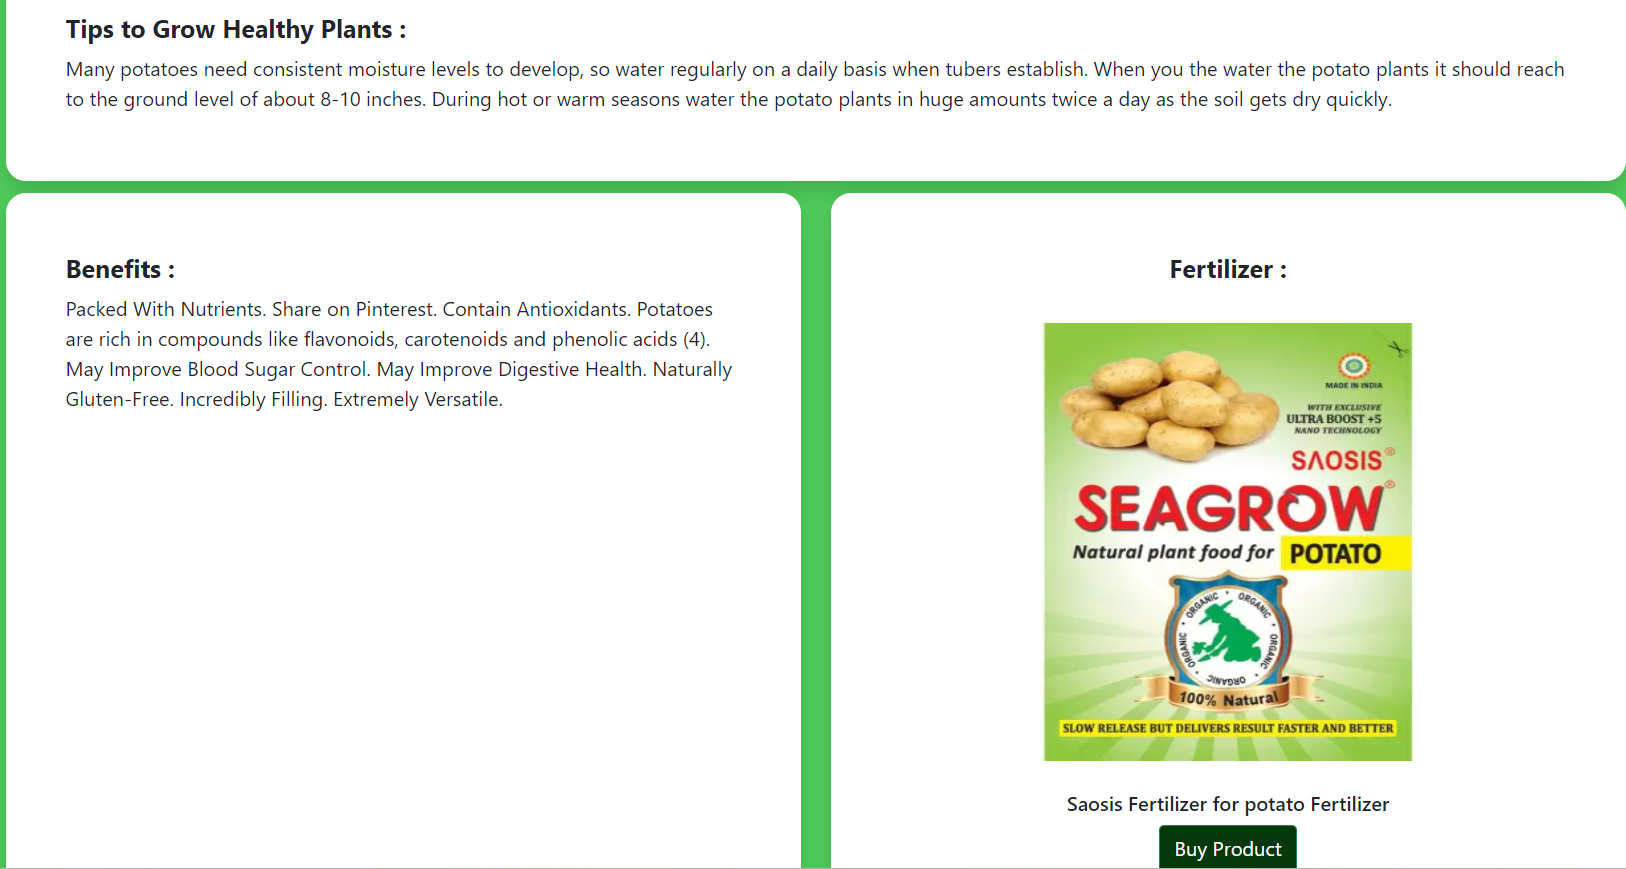 Tips to Grow Healthy Plants :
Many potatoes need consistent moisture levels to develop, so water regularly on a daily basis when tubers establish. When you the water the potato plants it should reach
to the ground level of about 8-10 inches. During hot or warm seasons water the potato plants in huge amounts twice a day as the soil gets dry quickly.
Benefits :
Packed With Nutrients. Share on Pinterest. Contain Antioxidants. Potatoes
are rich in compounds like flavonoids, carotenoids and phenolic acids (4).
May Improve Blood Sugar Control. May Improve Digestive Health. Naturally
Gluten-Free. Incredibly Filling. Extremely Versatile.
Fertilizer :
MADE IN INDIA
WITH EXCLUSIVE
ULTRA BOOST +5
NANO TECHNOLOGY
SΛOSIS®
SEAGROW®
Natural plant food for POTATO
ORGANIC • ORGANIC • ORGANIC • ORGANIC • ORGANIC •
100% Natural
SLOW RELEASE BUT DELIVERS RESULT FASTER AND BETTER
Saosis Fertilizer for potato Fertilizer
Buy Product